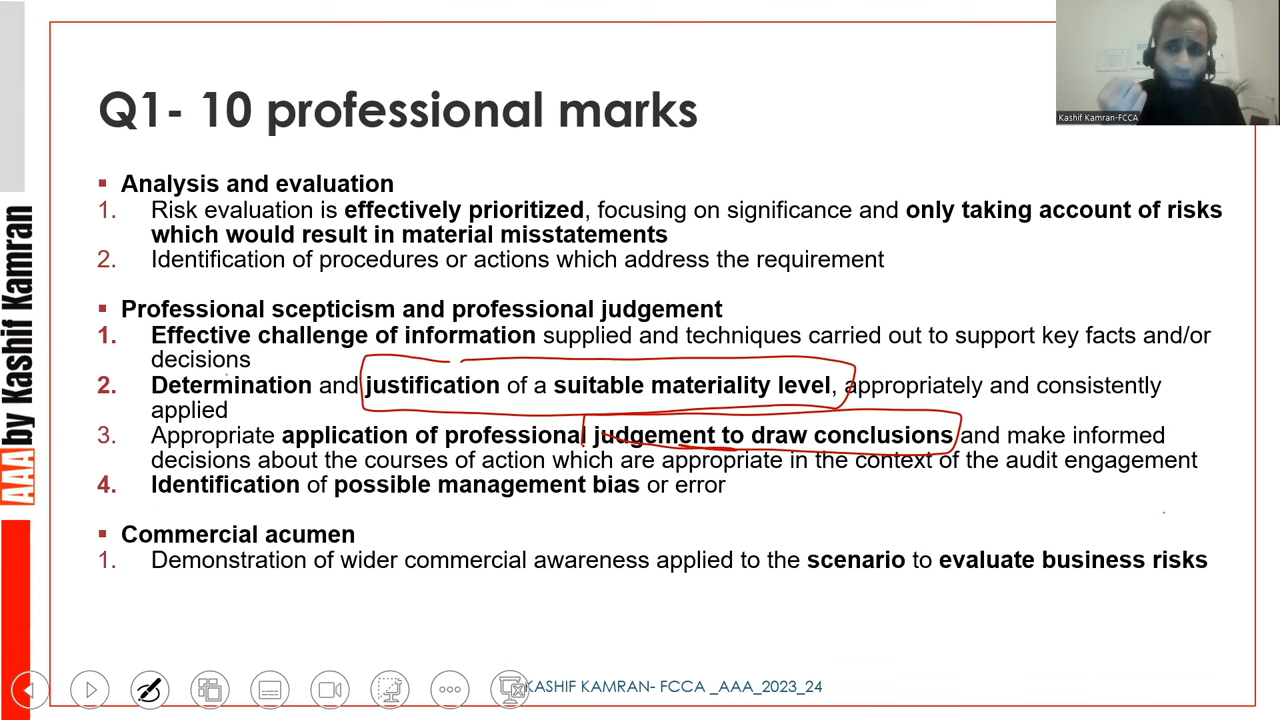 Q1- 10 professional marks
Kashif Kamran-FCCA
▪ Analysis and evaluation
1. Risk evaluation is effectively prioritized, focusing on significance and only taking account of risks
which would result in material misstatements
2. Identification of procedures or actions which address the requirement
▪ Professional scepticism and professional judgement
1. Effective challenge of information supplied and techniques carried out to support key facts and/or
decisions
2. Determination and justification of a suitable materiality level, appropriately and consistently
applied
3. Appropriate application of professional judgement to draw conclusions and make informed
decisions about the courses of action which are appropriate in the context of the audit engagement
4. Identification of possible management bias or error
▪ Commercial acumen
1. Demonstration of wider commercial awareness applied to the scenario to evaluate business risks
AAA by Kashif Kamran
KASHIF KAMRAN- FCCA _AAA_2023_24